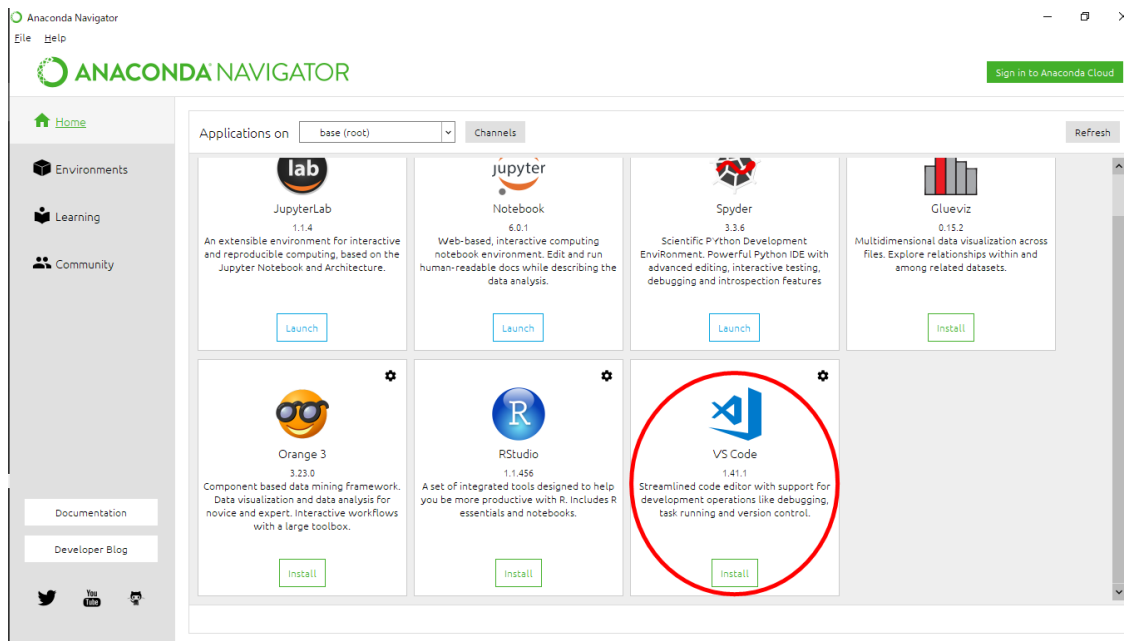 Anaconda Navigator
File Help
ANACONDA NAVIGATOR
Sign in to Anaconda Cloud
Home
Environments
Learning
Community
Documentation
Developer Blog
You
Tube
Applications on base (root) Channels Refresh
lab
JupyterLab
1.1.4
An extensible environment for interactive
and reproducible computing, based on the
Jupyter Notebook and Architecture.
Launch
jupyter
Notebook
6.0.1
Web-based, interactive computing
notebook environment. Edit and run
human-readable docs while describing the
data analysis.
Launch
Spyder
3.3.6
Scientific PYthon Development
EnviRonment. Powerful Python IDE with
advanced editing, interactive testing,
debugging and introspection features
Launch
Glueviz
0.15.2
Multidimensional data visualization across
files. Explore relationships within and
among related datasets.
Install
Orange 3
3.23.0
Component based data mining framework.
Data visualization and data analysis for
novice and expert. Interactive workflows
with a large toolbox.
Install
R
RStudio
1.1.456
A set of integrated tools designed to help
you be more productive with R. Includes R
essentials and notebooks.
Install
VS Code
1.41.1
Streamlined code editor with support for
development operations like debugging,
task running and version control.
Install